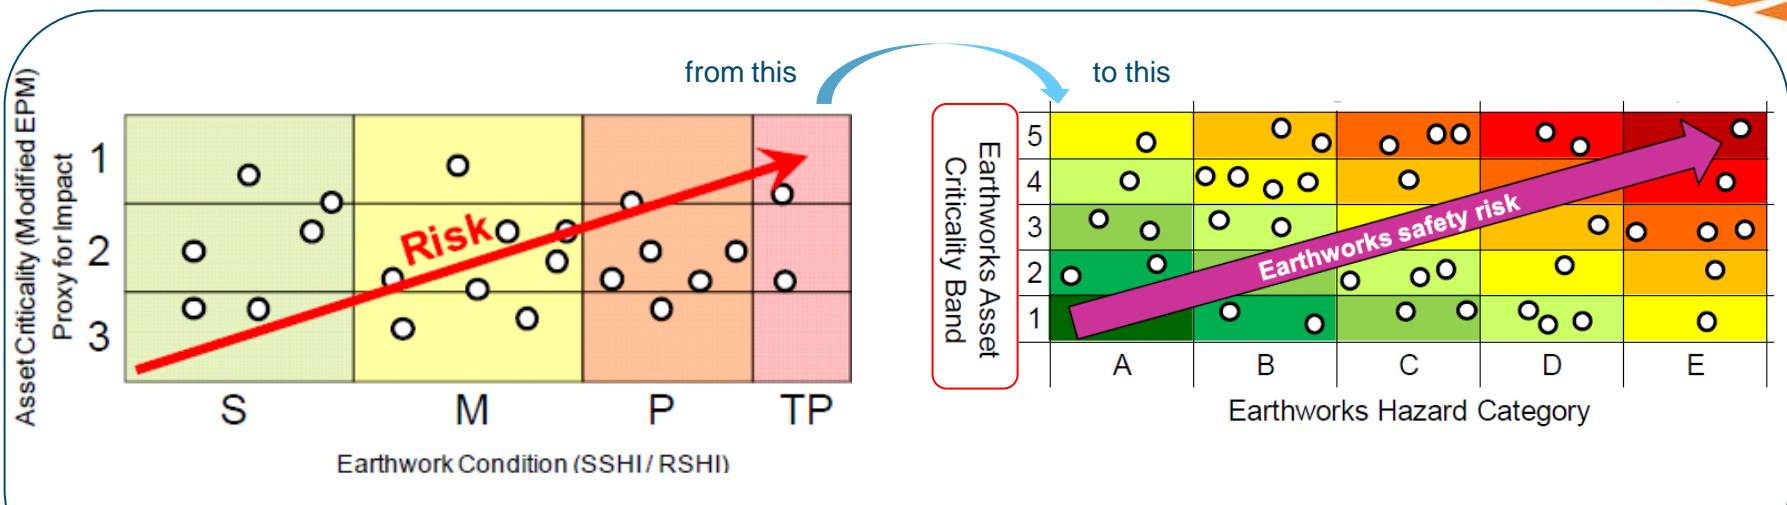 from this
to this
Asset Criticality (Modified EPM)
Proxy for Impact
1
2
3
Risk
S M P TP
Earthwork Condition (SSHI / RSHI)
Earthworks Asset
Criticality Band
5
4
3
2
1
Earthworks safety risk
A B C D E
Earthworks Hazard Category